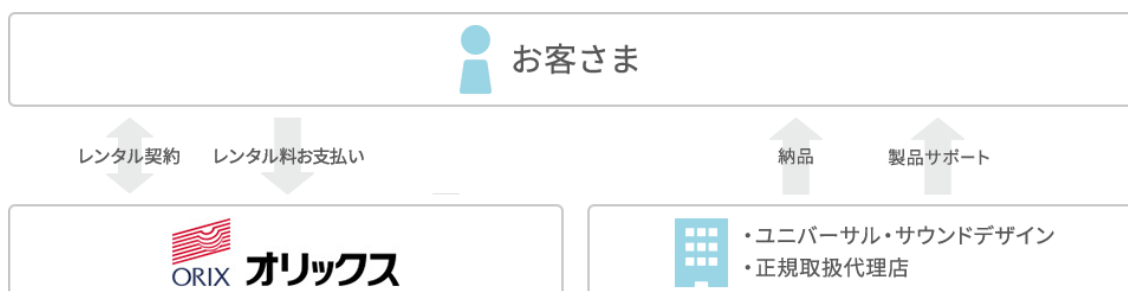 お客さま
レンタル契約
レンタル料お支払い
納品
製品サポート
ORIX オリックス
・ユニバーサル・サウンドデザイン
・正規取扱代理店